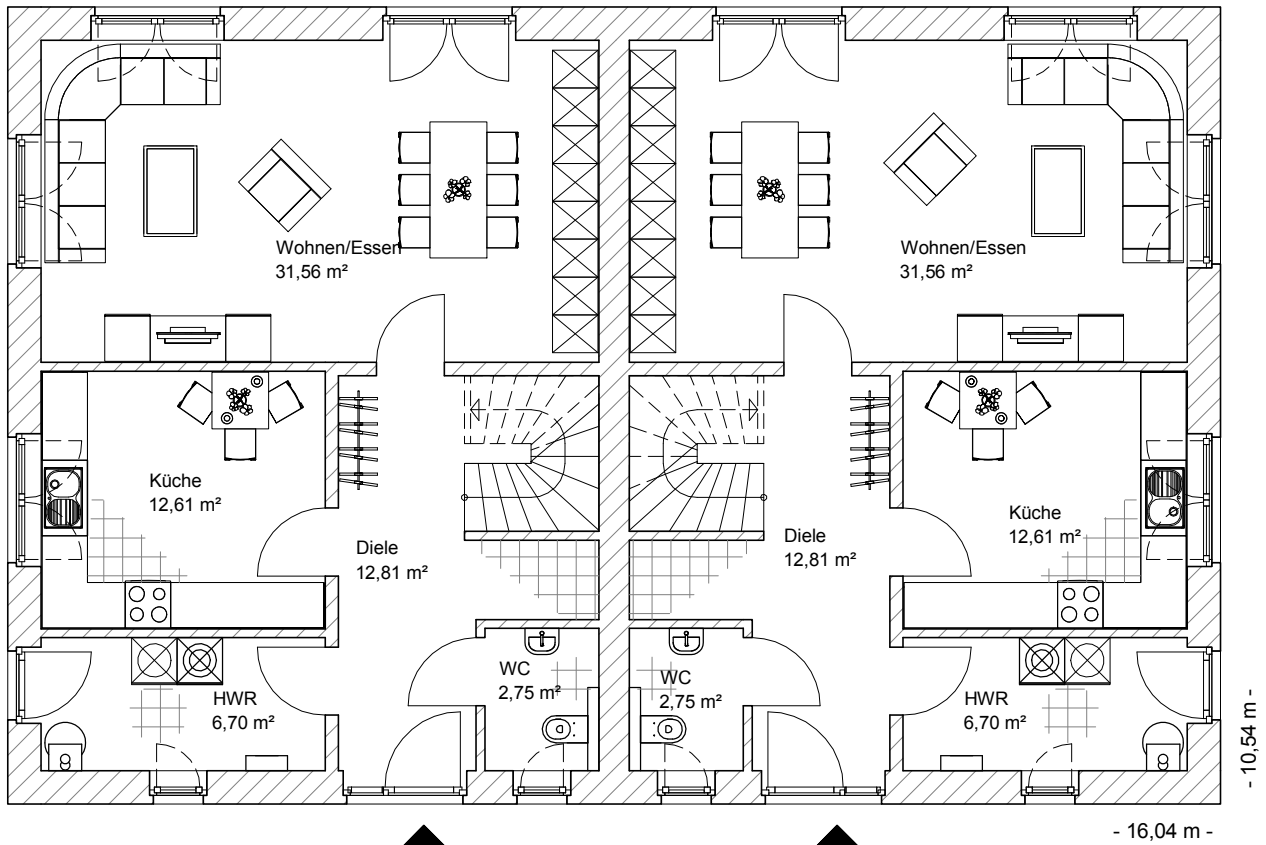 Wohnen/Essen
31,56 m²
Wohnen/Essen
31,56 m²
Küche
12,61 m²
Diele
12,81 m²
Diele
12,81 m²
Küche
12,61 m²
WC
2,75 m²
WC
2,75 m²
HWR
6,70 m²
HWR
6,70 m²
- 10,54 m -
- 16,04 m -